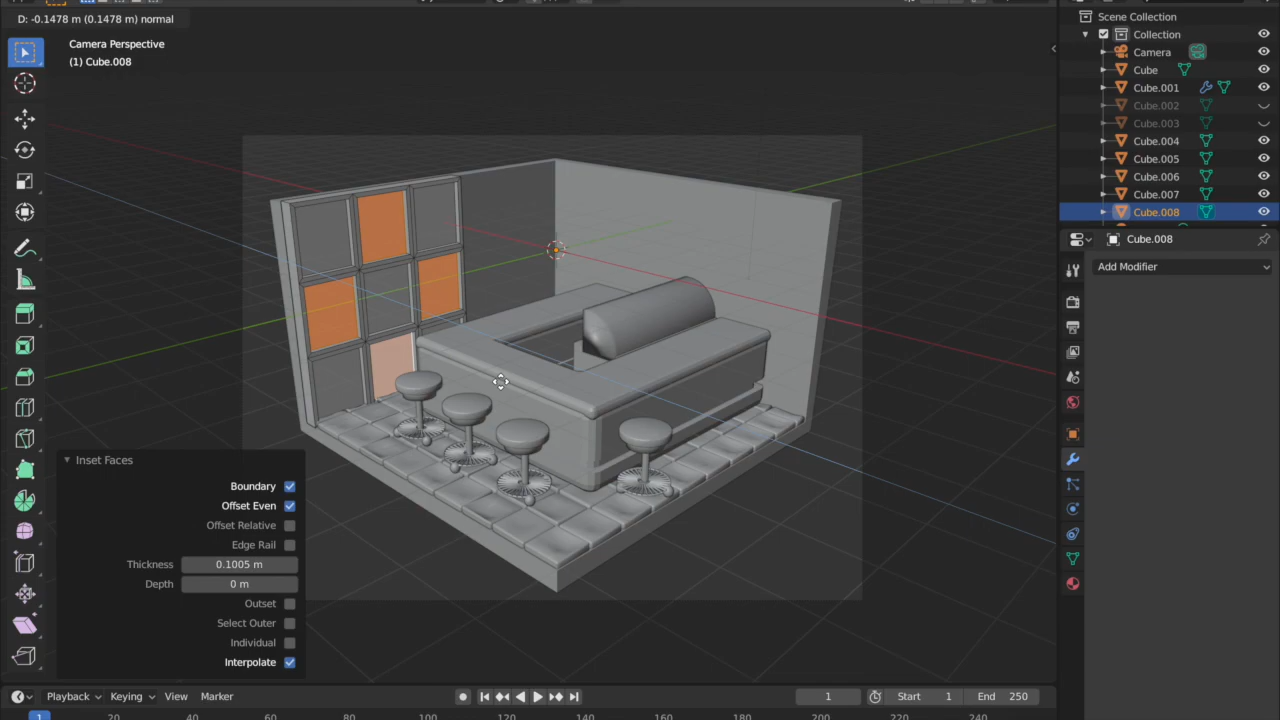 D: -0.1478 m (0.1478 m) normal
Camera Perspective
(1) Cube.008
Scene Collection
Collection
Camera
Cube
Cube.001
Cube.002
Cube.003
Cube.004
Cube.005
Cube.006
Cube.007
Cube.008
Cube.008
Add Modifier
Inset Faces
Boundary
Offset Even
Offset Relative
Edge Rail
Thickness 0.1005 m
Depth 0 m
Outset
Select Outer
Individual
Interpolate
Playback Keying View Marker 1 Start 1 End 250
1 20 40 60 80 100 120 140 160 180 200 220 240